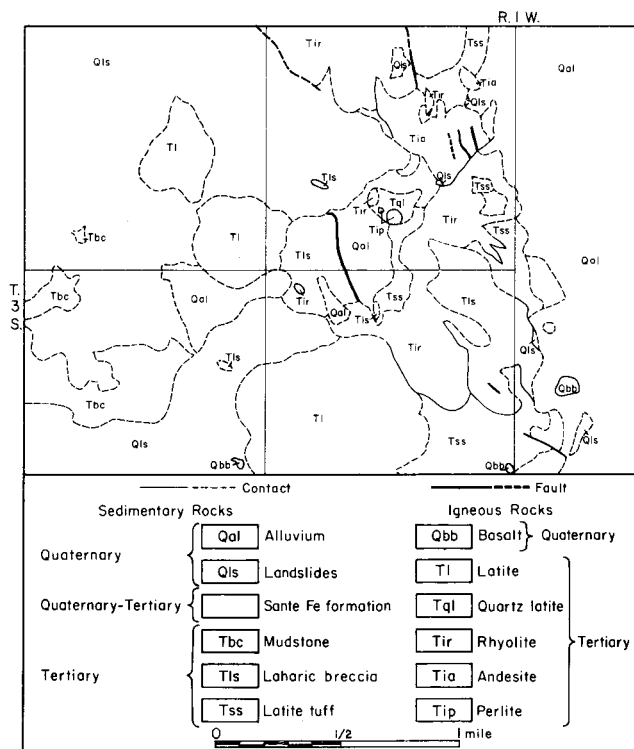 R. I W.
Tir
Tss
Qls
Qls
Qal
Tia
Tir
Qls
Tia
Tl
Qls
Tls
Tss
Tir
Tql
Tir
Tip
Tss
Tbc
Tl
Tls
Qal
Qal
T.
3
S.
Tbc
Qal
Tir
Tss
Tls
Qal
Tls
Tls
Tir
Qls
Tbc
Qbb
Tl
Qls
Tss
Qls
Qbb
Qbb
Contact
Fault
Sedimentary Rocks
Igneous Rocks
Quaternary
Qal Alluvium
Qbb Basalt
Quaternary
Qls Landslides
Tl Latite
Quaternary-Tertiary
Sante Fe formation
Tql Quartz latite
Tbc Mudstone
Tir Rhyolite
Tertiary
Tertiary
Tls Laharic breccia
Tia Andesite
Tss Latite tuff
Tip Perlite
0 1/2 1 mile